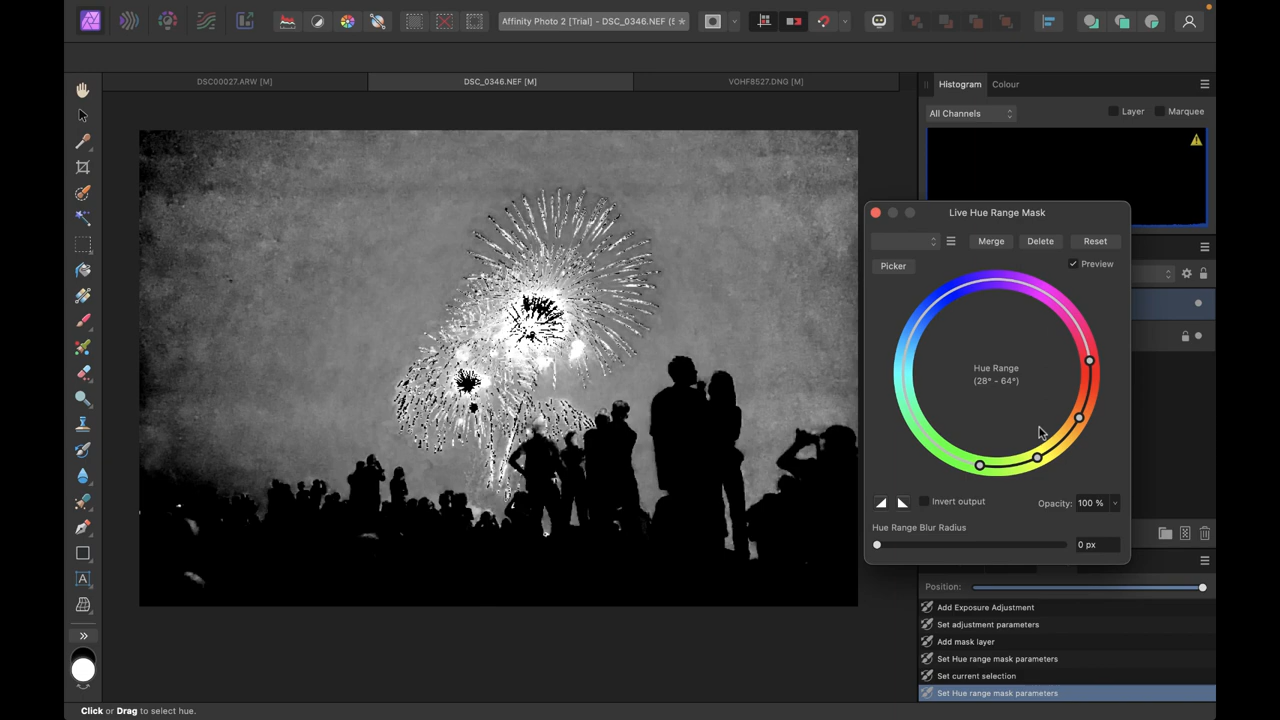 Affinity Photo 2 [Trial] - DSC_0346.NEF (5
DSC00027.ARW [M]
DSC_0346.NEF [M]
VOHF8527.DNG [M]
Histogram
Colour
All Channels
Layer
Marquee
Live Hue Range Mask
Merge
Delete
Reset
Picker
Preview
Hue Range
(28° - 64°)
Invert output
Opacity:
100 %
Hue Range Blur Radius
0 px
Position:
Add Exposure Adjustment
Set adjustment parameters
Add mask layer
Set Hue range mask parameters
Set current selection
Set Hue range mask parameters
A
Click or Drag to select hue.